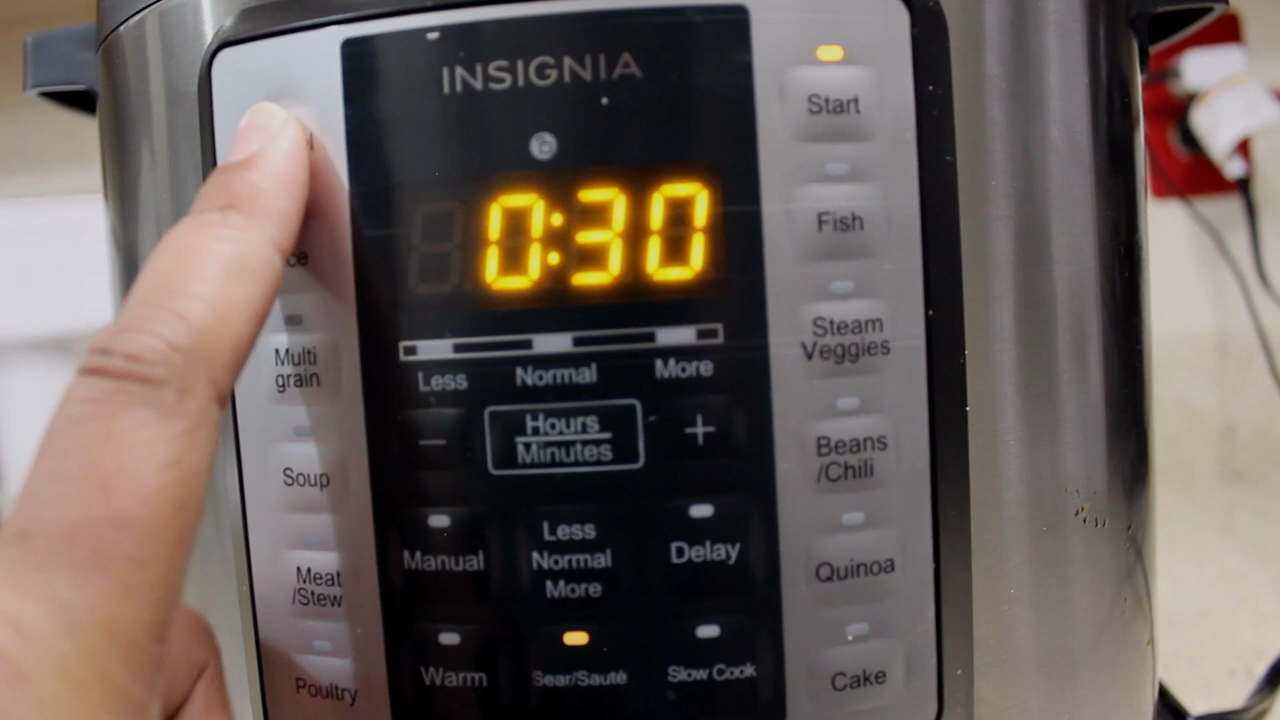 INSIGNIA
Start
0:30
Fish
Multi
grain
Less Normal More
Steam
Veggies
- Hours +
Minutes
Soup
Beans
/Chili
Manual
Less
Normal
More
Delay
Meat
/Stew
Quinoa
Warm
Sear/Sautè
Slow Cook
Poultry
Cake